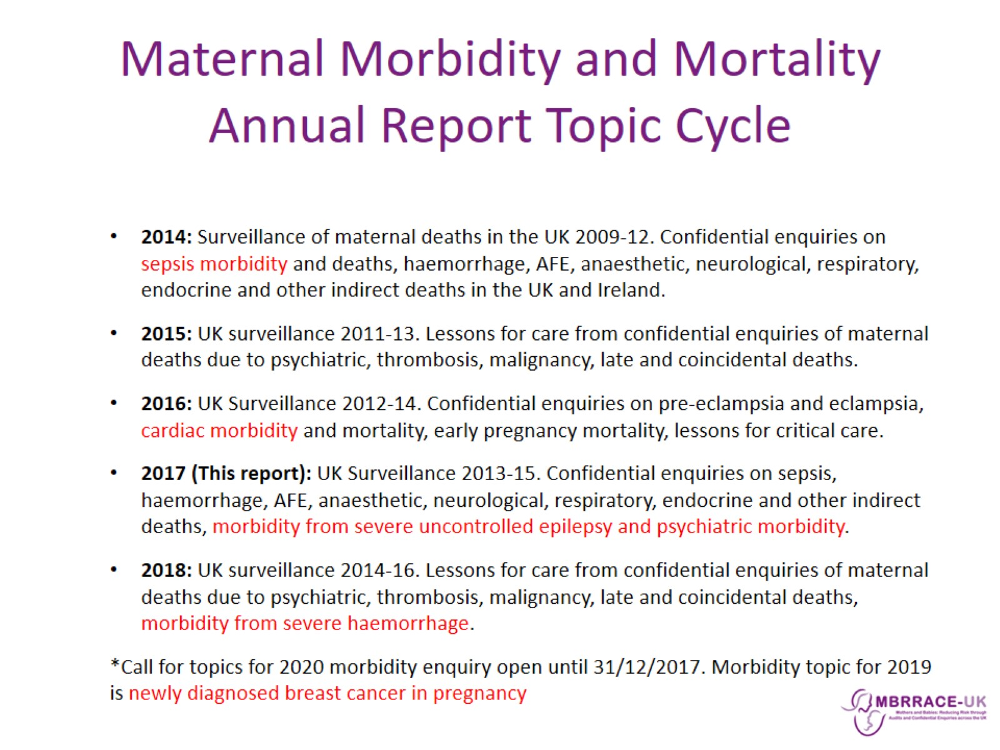 Maternal Morbidity and Mortality
Annual Report Topic Cycle
• 2014: Surveillance of maternal deaths in the UK 2009-12. Confidential enquiries on
sepsis morbidity and deaths, haemorrhage, AFE, anaesthetic, neurological, respiratory,
endocrine and other indirect deaths in the UK and Ireland.
• 2015: UK surveillance 2011-13. Lessons for care from confidential enquiries of maternal
deaths due to psychiatric, thrombosis, malignancy, late and coincidental deaths.
• 2016: UK Surveillance 2012-14. Confidential enquiries on pre-eclampsia and eclampsia,
cardiac morbidity and mortality, early pregnancy mortality, lessons for critical care.
• 2017 (This report): UK Surveillance 2013-15. Confidential enquiries on sepsis,
haemorrhage, AFE, anaesthetic, neurological, respiratory, endocrine and other indirect
deaths, morbidity from severe uncontrolled epilepsy and psychiatric morbidity.
• 2018: UK surveillance 2014-16. Lessons for care from confidential enquiries of maternal
deaths due to psychiatric, thrombosis, malignancy, late and coincidental deaths,
morbidity from severe haemorrhage.
*Call for topics for 2020 morbidity enquiry open until 31/12/2017. Morbidity topic for 2019
is newly diagnosed breast cancer in pregnancy
MBRRACE-UK
Mothers and Babies: Reducing Risk through
Audits and Confidential Enquiries across the UK